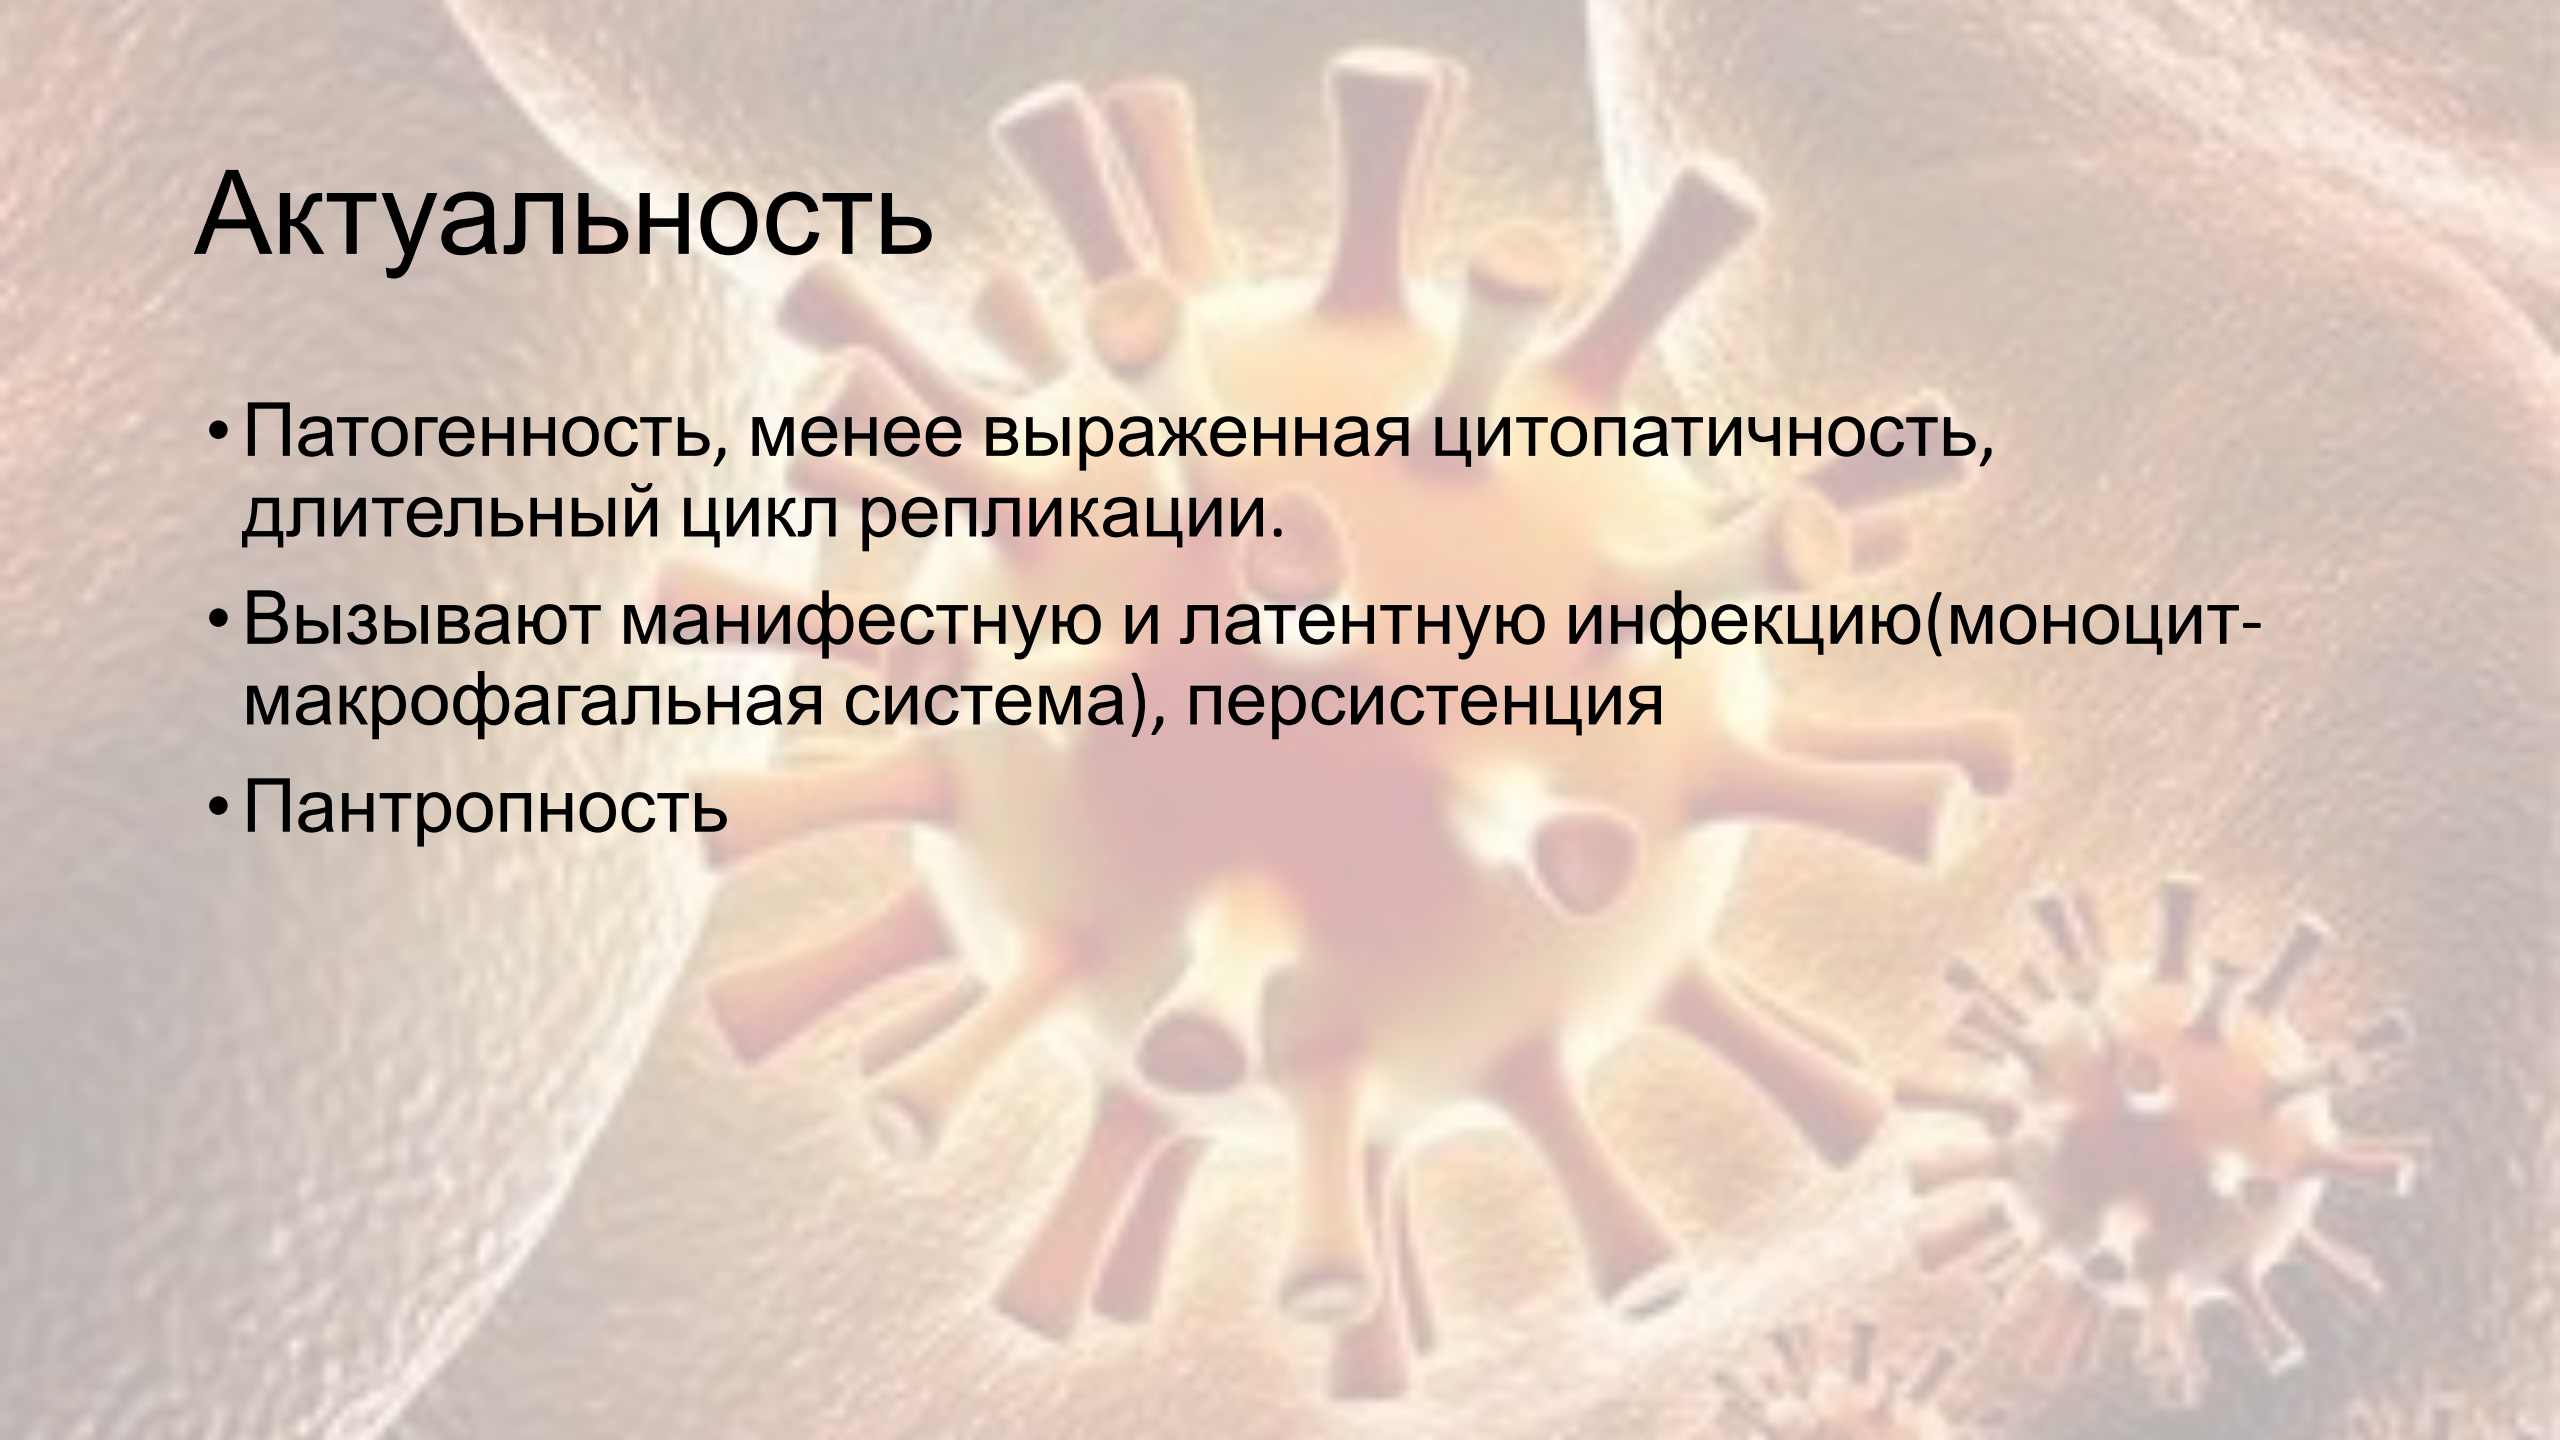 Актуальность
• Патогенность, менее выраженная цитопатичность,
длительный цикл репликации.
• Вызывают манифестную и латентную инфекцию(моноцит-
макрофагальная система), персистенция
• Пантропность